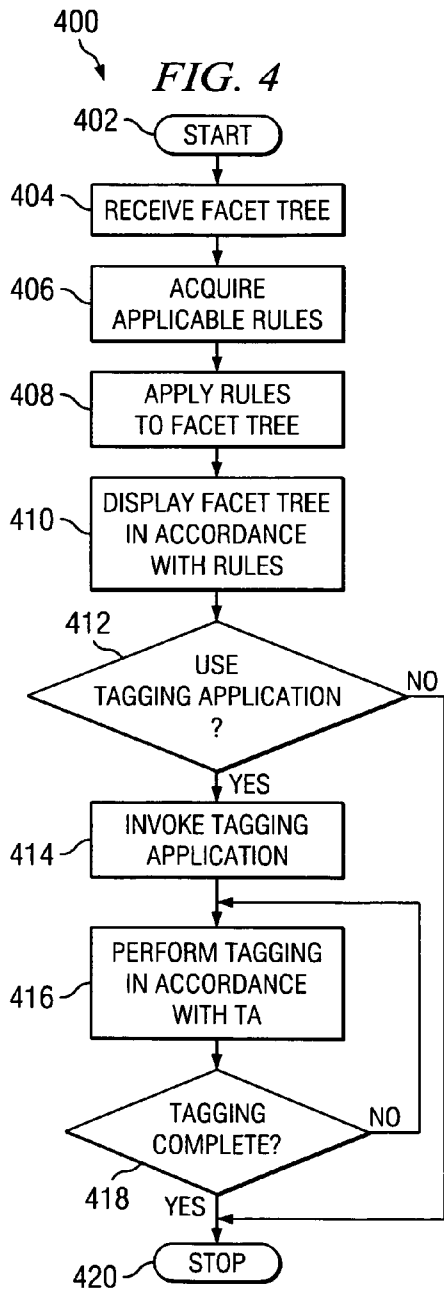 400
FIG. 4
402
START
404
RECEIVE FACET TREE
406
ACQUIRE
APPLICABLE RULES
408
APPLY RULES
TO FACET TREE
410
DISPLAY FACET TREE
IN ACCORDANCE
WITH RULES
412
USE
TAGGING APPLICATION
?
NO
YES
414
INVOKE TAGGING
APPLICATION
416
PERFORM TAGGING
IN ACCORDANCE
WITH TA
TAGGING
COMPLETE?
NO
418
YES
STOP
420